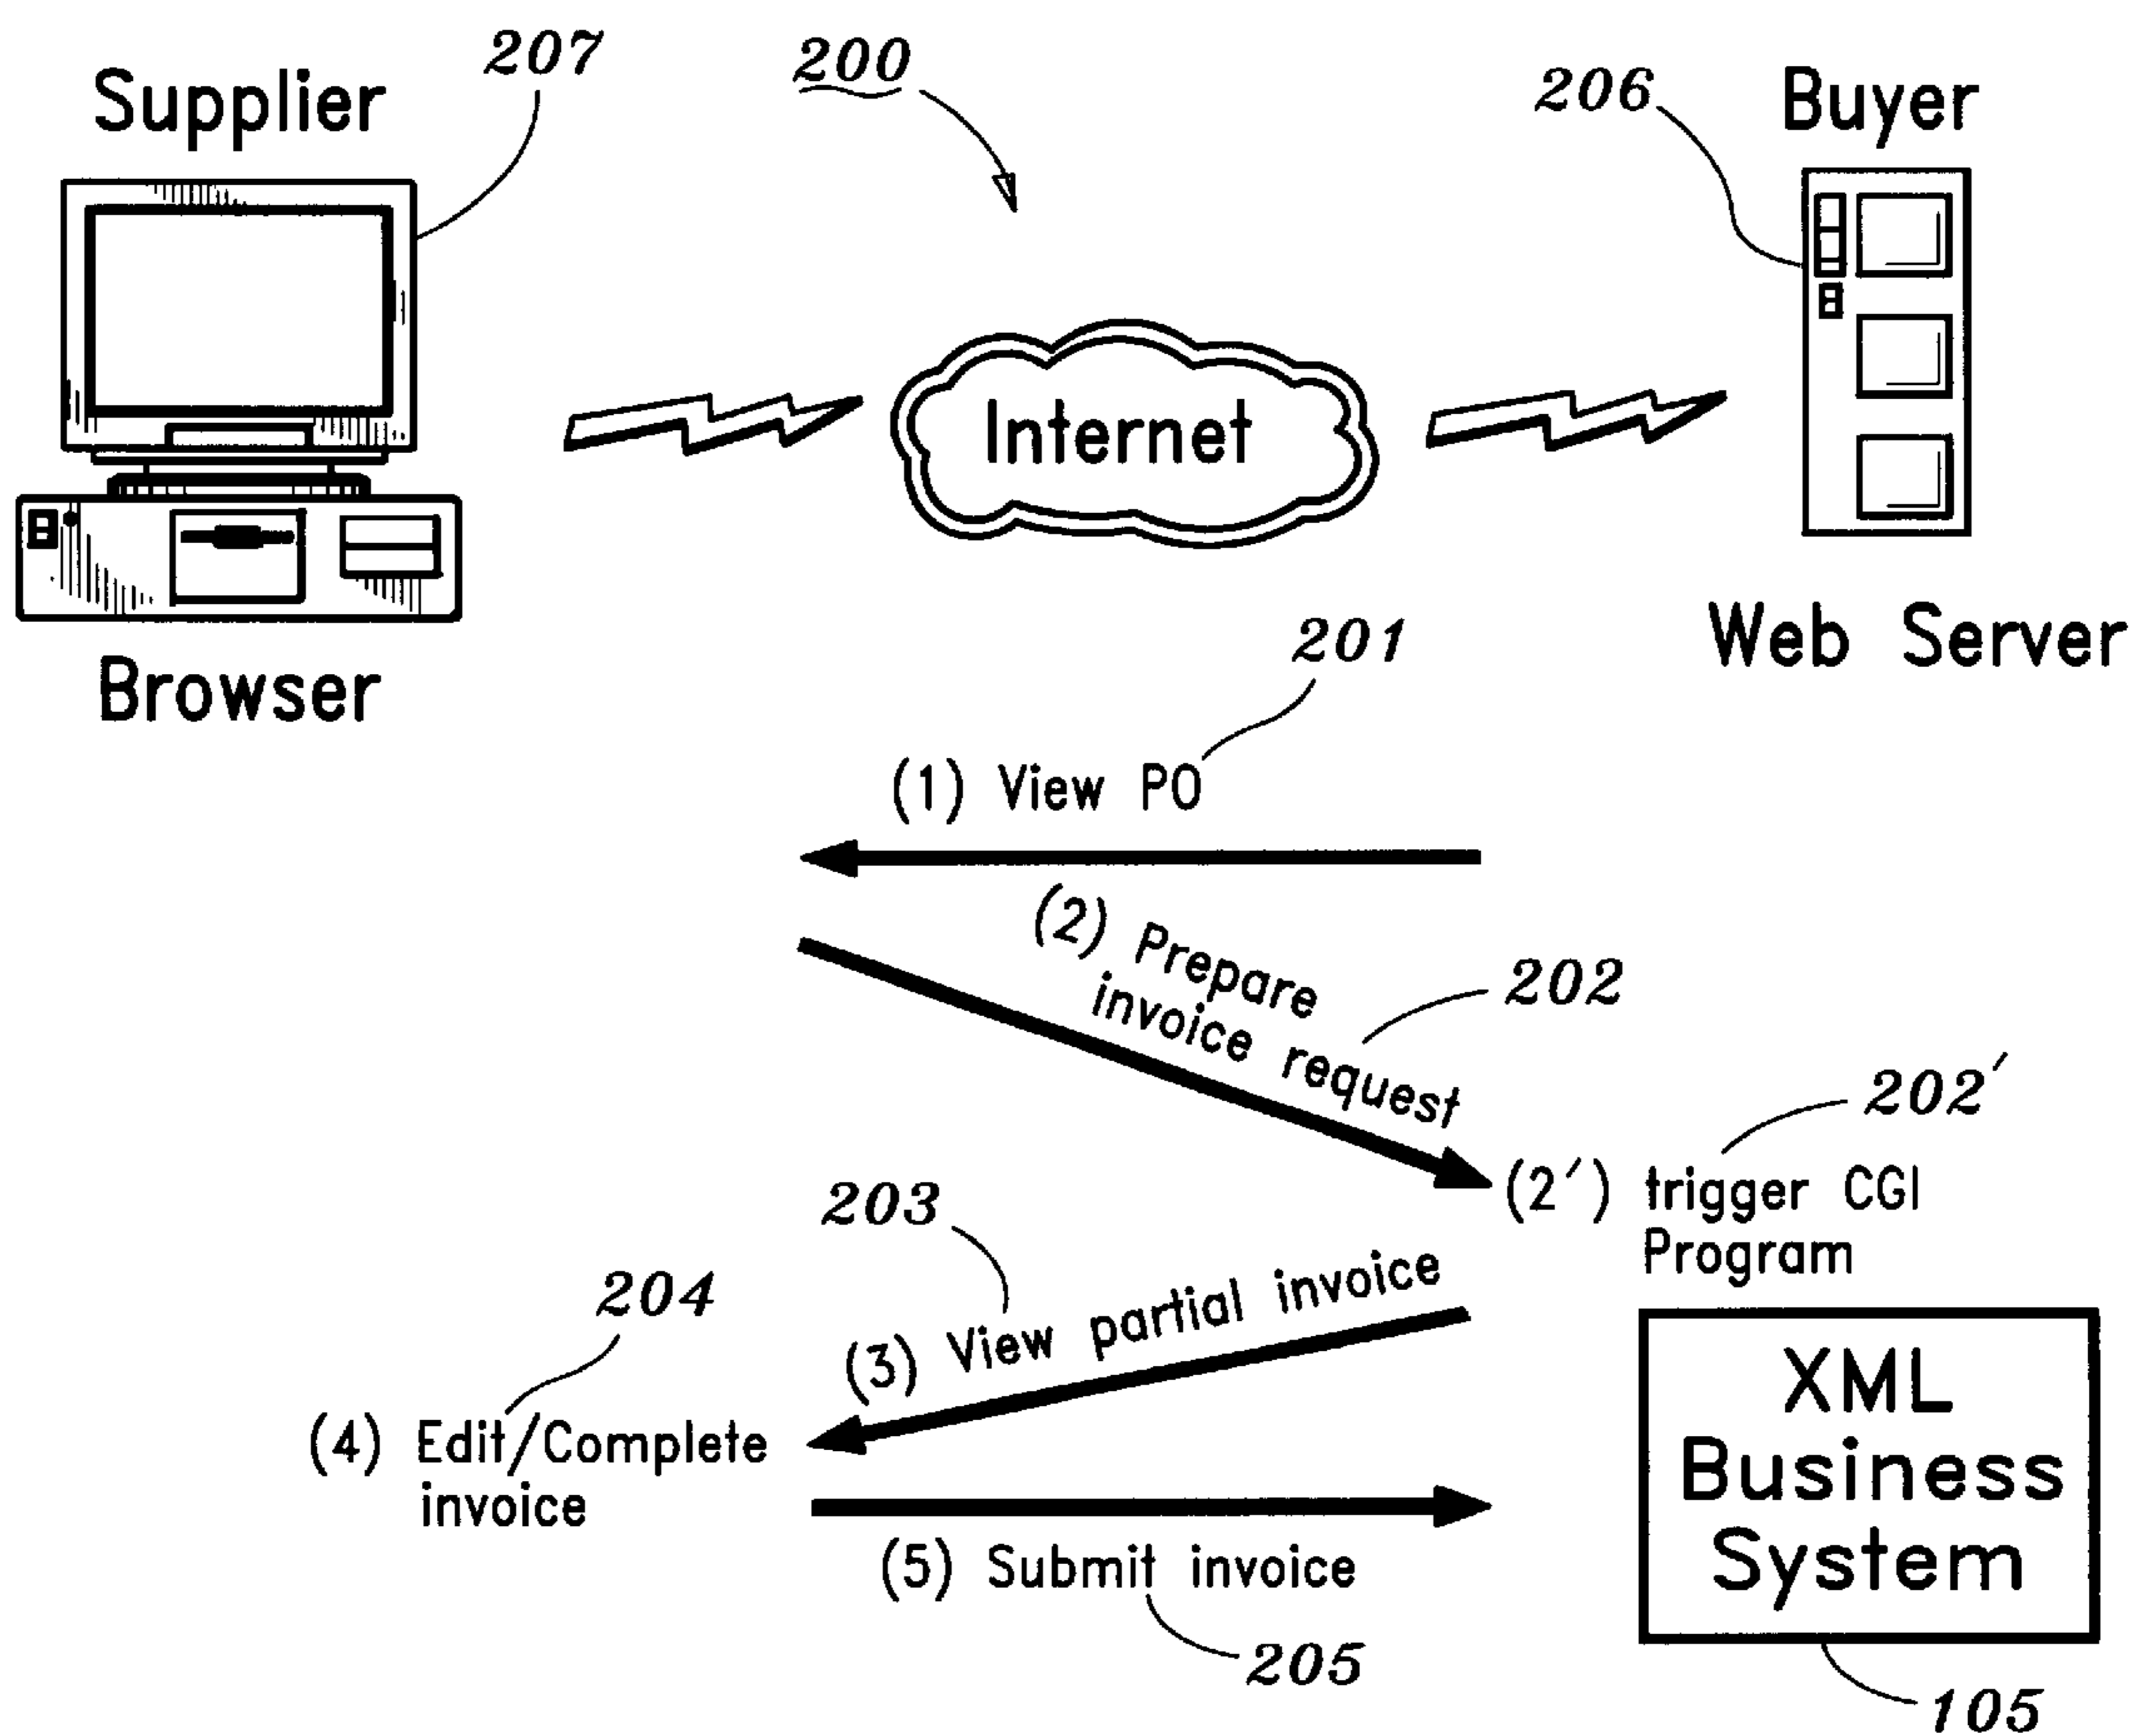 207
200
206
Supplier
Buyer
Internet
Browser
Web Server
201
(1) View PO
(2) Prepare
invoice request
202
202'
(2') trigger CGI
Program
203
(3) View partial invoice
204
(4) Edit/Complete
invoice
(5) Submit invoice
205
XML
Business
System
105